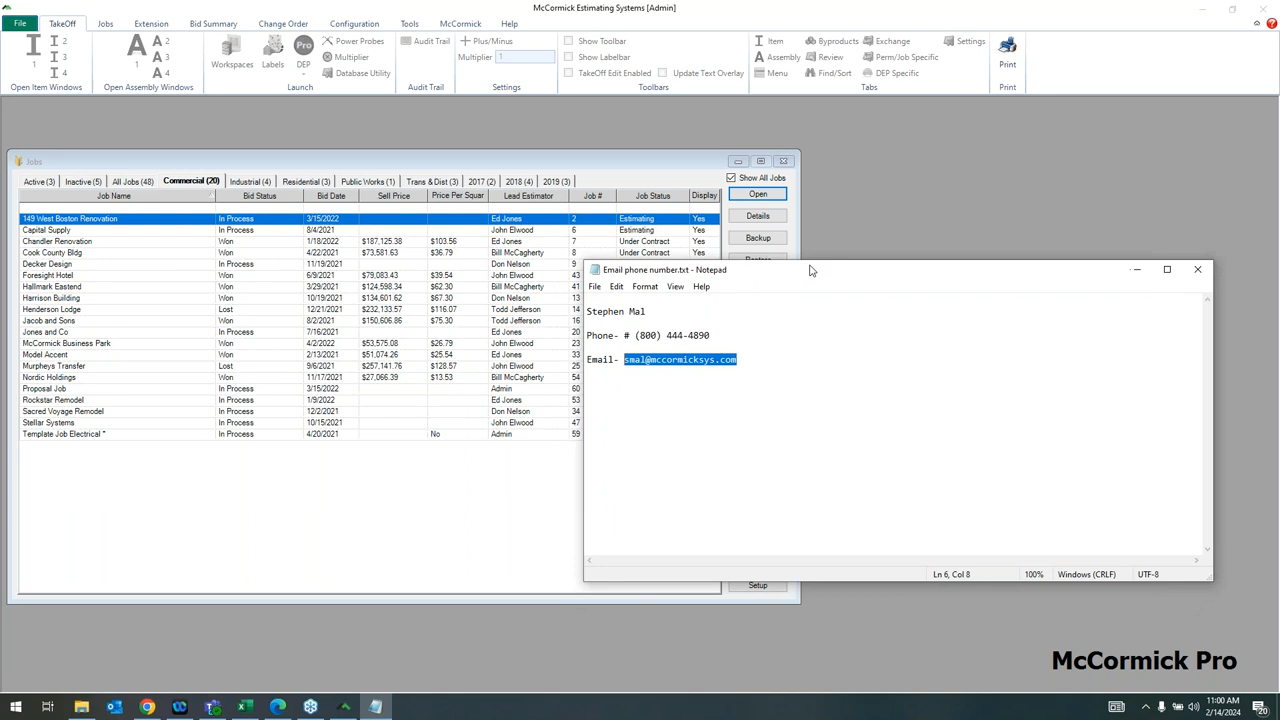 McCormick Estimating Systems [Admin]
File TakeOff Jobs Extension Bid Summary Change Order Configuration Tools McCormick Help
2 2 Power Probes Audit Trail Plus/Minus Show Toolbar Item Byproducts Exchange Settings
3 3 Multiplier Multiplier 1 Show Labelbar Assembly Review Perm/Job Specific
1 4 1 4 Workspaces Labels Pro DEP Database Utility TakeOff Edit Enabled Update Text Overlay Menu Find/Sort DEP Specific Print
Open Item Windows Open Assembly Windows Launch Audit Trail Settings Toolbars Tabs Print
Jobs
Active (3) Inactive (5) All Jobs (48) Commercial (20) Industrial (4) Residential (3) Public Works (1) Trans & Dist (3) 2017 (2) 2018 (4) 2019 (3) Show All Jobs
Job Name Bid Status Bid Date Sell Price Price Per Squar Lead Estimator Job # Job Status Display Open
149 West Boston Renovation In Process 3/15/2022 Ed Jones 2 Estimating Yes Details
Capital Supply In Process 8/4/2021 John Elwood 6 Estimating Yes
Chandler Renovation Won 1/18/2022 $187,125.38 $103.56 Ed Jones 7 Under Contract Yes Backup
Cook County Bldg Won 4/22/2021 $73,581.63 $36.79 Bill McCagherty 8 Under Contract Yes
Decker Design In Process 11/19/2021 Don Nelson 9
Foresight Hotel Won 6/9/2021 $79,083.43 $39.54 John Elwood 43
Hallmark Eastend Won 3/29/2021 $124,598.34 $62.30 Bill McCagherty 41
Harrison Building Won 10/19/2021 $134,601.62 $67.30 Don Nelson 13
Henderson Lodge Lost 12/21/2021 $232,133.57 $116.07 Todd Jefferson 14
Jacob and Sons Won 8/2/2021 $150,606.86 $75.30 Don Nelson 16
Jones and Co In Process 7/16/2021 Ed Jones 20
McCormick Business Park Won 4/2/2022 $53,575.08 $26.79 Don Nelson 23
Model Accent Won 2/13/2021 $51,074.26 $25.54 Ed Jones 33
Murpheys Transfer Lost 9/6/2021 $257,141.76 $128.57 John Elwood 25
Nordic Holdings Won 11/17/2021 $27,066.39 $13.53 Bill McCagherty 54
Proposal Job In Process 3/15/2022 Admin 60
Rockstar Remodel In Process 1/9/2022 Ed Jones 53
Sacred Voyage Remodel In Process 12/2/2021 Don Nelson 34
Stellar Systems In Process 10/15/2021 John Elwood 47
Template Job Electrical * In Process 4/20/2021 No Admin 59
Setup
Email phone number.txt - Notepad
File Edit Format View Help
Stephen Mal
Phone- # (800) 444-4890
Email- smal@mccormicksys.com
Ln 6, Col 8 100% Windows (CRLF) UTF-8
McCormick Pro
11:00 AM
2/14/2024
20